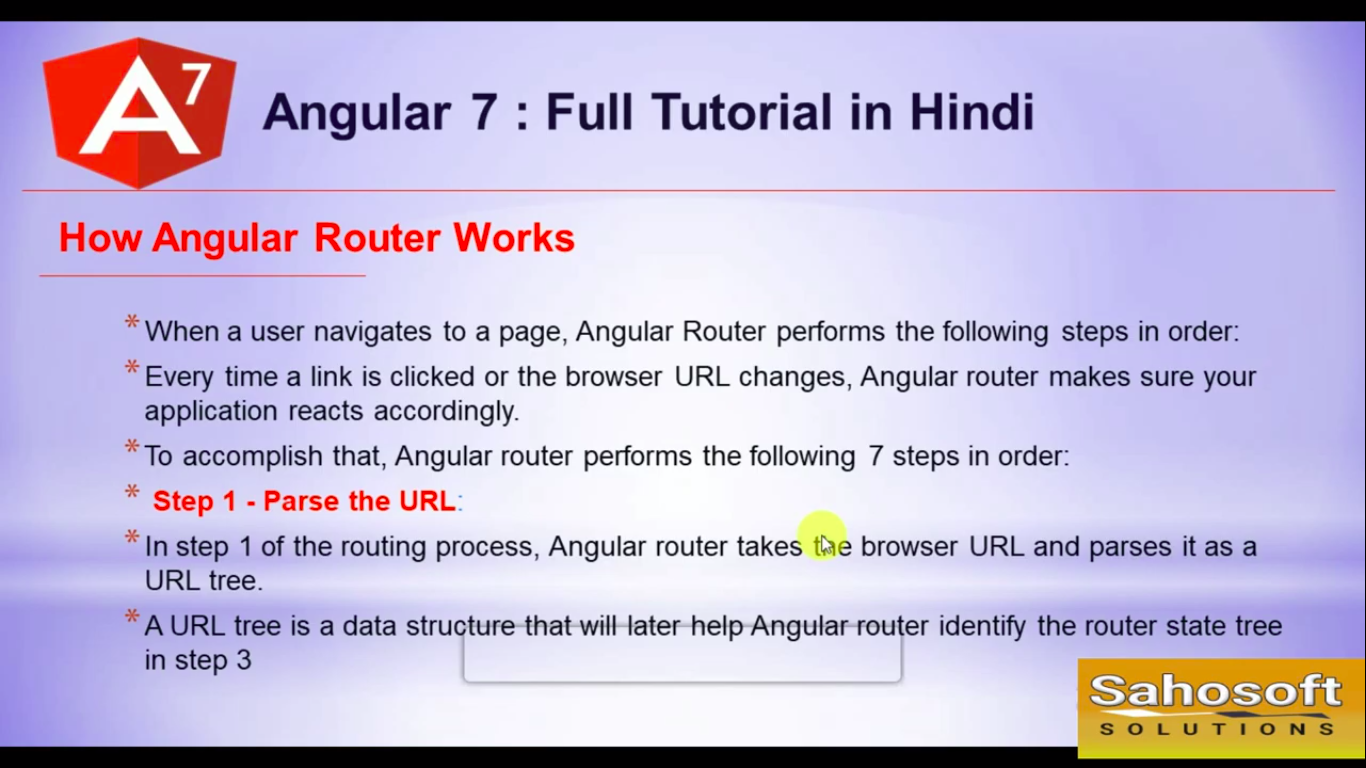 A 7
Angular 7 : Full Tutorial in Hindi
How Angular Router Works
* When a user navigates to a page, Angular Router performs the following steps in order:
* Every time a link is clicked or the browser URL changes, Angular router makes sure your
application reacts accordingly.
* To accomplish that, Angular router performs the following 7 steps in order:
* Step 1 - Parse the URL:
* In step 1 of the routing process, Angular router takes the browser URL and parses it as a
URL tree.
* A URL tree is a data structure that will later help Angular router identify the router state tree
in step 3
Sahosoft
SOLUTIONS